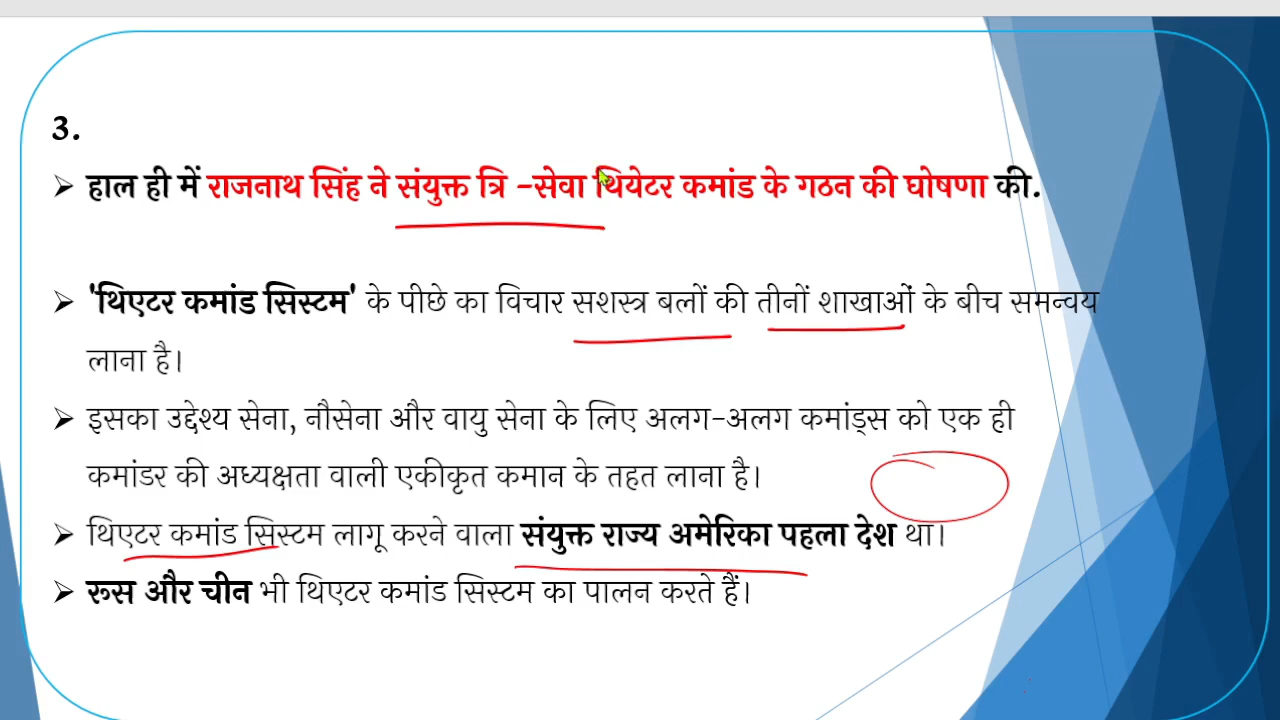 3.
➢ हाल ही में राजनाथ सिंह ने संयुक्त त्रि -सेवा थियेटर कमांड के गठन की घोषणा की.
➢ 'थिएटर कमांड सिस्टम' के पीछे का विचार सशस्त्र बलों की तीनों शाखाओं के बीच समन्वय
लाना है।
➢ इसका उद्देश्य सेना, नौसेना और वायु सेना के लिए अलग-अलग कमांड्स को एक ही
कमांडर की अध्यक्षता वाली एकीकृत कमान के तहत लाना है।
➢ थिएटर कमांड सिस्टम लागू करने वाला संयुक्त राज्य अमेरिका पहला देश था।
➢ रूस और चीन भी थिएटर कमांड सिस्टम का पालन करते हैं।